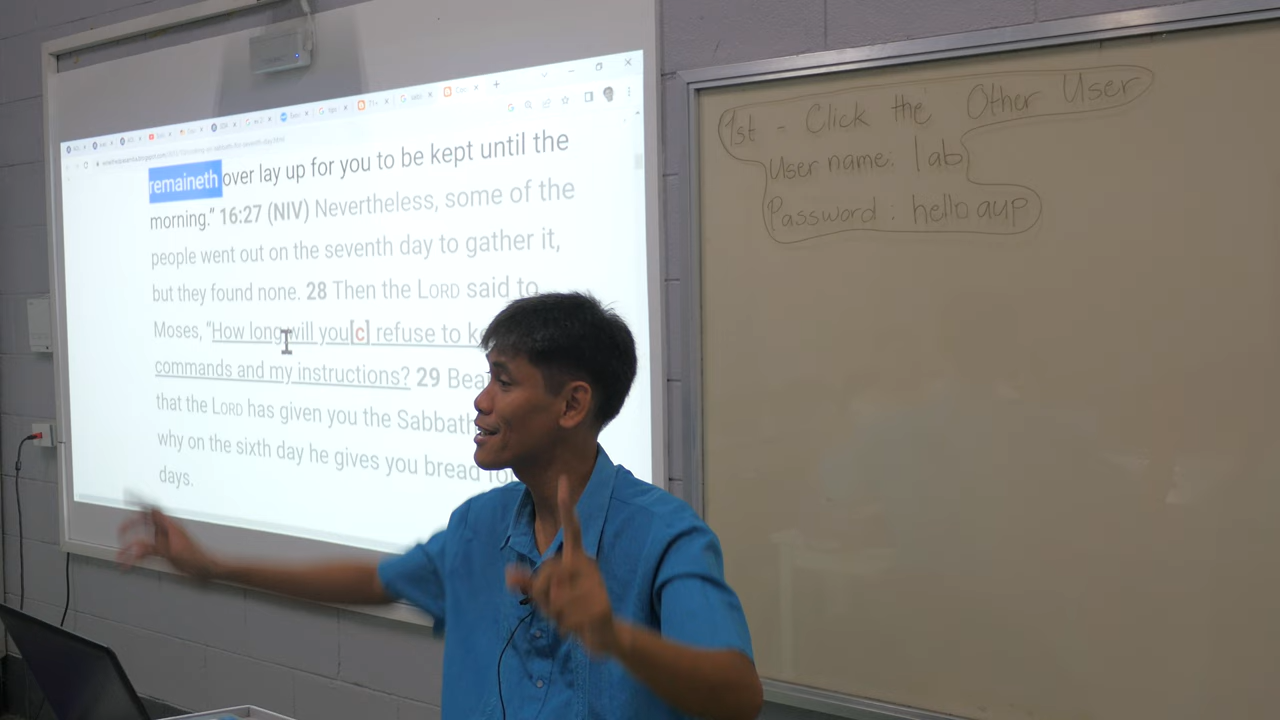 remaineth over lay up for you to be kept until the
morning.” 16:27 (NIV) Nevertheless, some of the
people went out on the seventh day to gather it,
but they found none. 28 Then the LORD said to
Moses, “How long will you[c] refuse to
commands and my instructions? 29
that the LORD has given you the Sabbath
why on the sixth day he gives you bread
days.
1st - Click the Other User
User name: lab
Password: hello aup